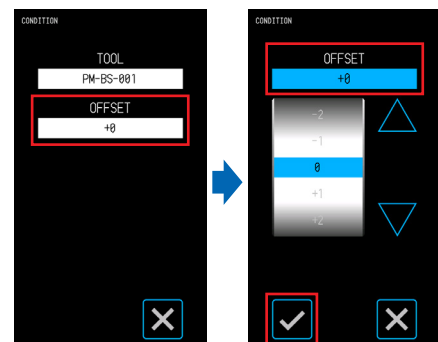 CONDITION
TOOL
PM-BS-001
OFFSET
+0
CONDITION
OFFSET
+0
-2
-1
0
+1
+2